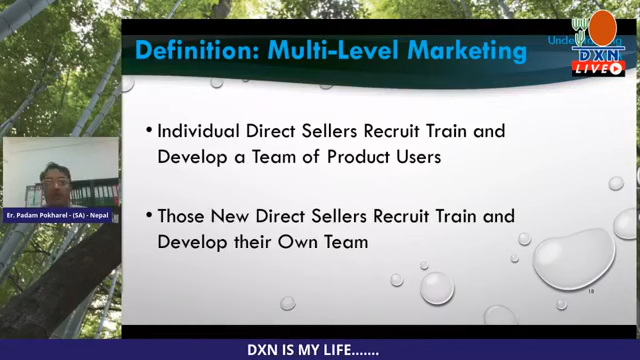 Definition: Multi-Level Marketing
DXN
LIVE
• Individual Direct Sellers Recruit Train and
Develop a Team of Product Users
• Those New Direct Sellers Recruit Train and
Develop their Own Team
Er. Padam Pokharel - (SA) - Nepal
18
DXN IS MY LIFE.......